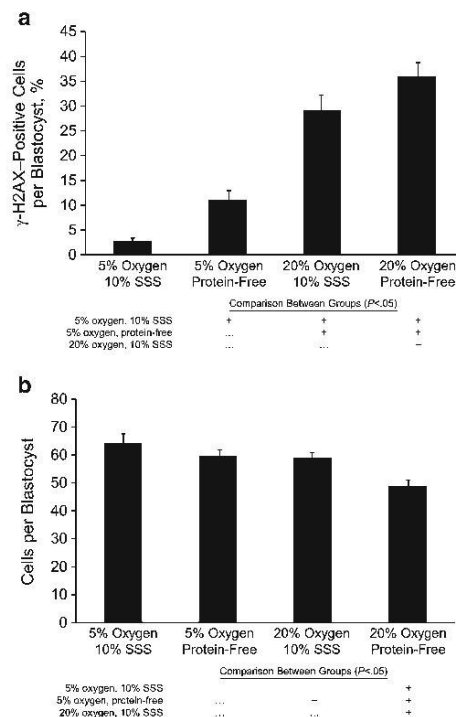 a
γ-H2AX–Positive Cells
per Blastocyst, %
45
40
35
30
25
20
15
10
5
0
5% Oxygen 5% Oxygen 20% Oxygen 20% Oxygen
10% SSS Protein-Free 10% SSS Protein-Free
Comparison Between Groups (P<.05)
5% oxygen, 10% SSS + + +
5% oxygen, protein-free ... + +
20% oxygen, 10% SSS ... ... –
b
Cells per Blastocyst
80
70
60
50
40
30
20
10
0
5% Oxygen 5% Oxygen 20% Oxygen 20% Oxygen
10% SSS Protein-Free 10% SSS Protein-Free
Comparison Between Groups (P<.05)
5% oxygen, 10% SSS +
5% oxygen, protein-free ... – +
20% oxygen, 10% SSS ... ... +